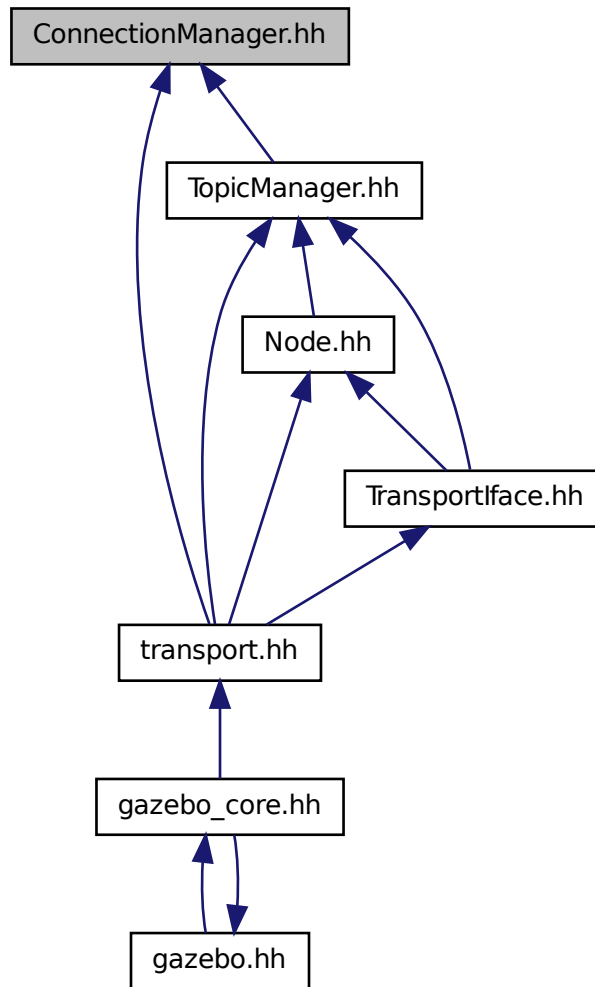 ConnectionManager.hh
TopicManager.hh
Node.hh
TransportIface.hh
transport.hh
gazebo_core.hh
gazebo.hh